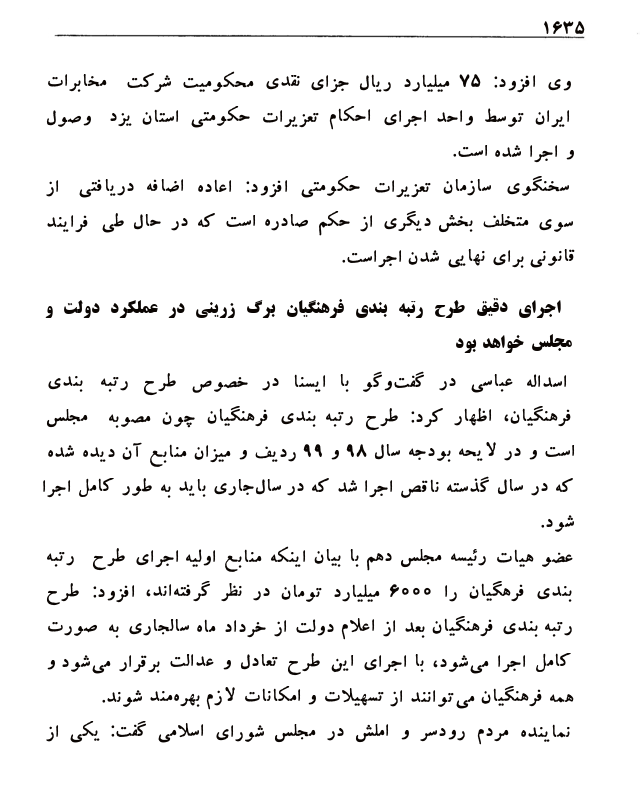 ۱۶۳۵
وی افزود: ۷۵ میلیارد ریال جزای نقدی محکومیت شرکت مخابرات
ایران توسط واحد اجرای احکام تعزیرات حکومتی استان یزد وصول
و اجرا شده است.
سخنگوی سازمان تعزیرات حکومتی افزود: اعاده اضافه دریافتی از
سوی متخلف بخش دیگری از حکم صادره است که در حال طی فرایند
قانونی برای نهایی شدن اجراست.
اجرای دقیق طرح رتبه بندی فرهنگیان برگ زرینی در عملکرد دولت و
مجلس خواهد بود
اسداله عباسی در گفت‌وگو با ایسنا در خصوص طرح رتبه بندی
فرهنگیان، اظهار کرد: طرح رتبه بندی فرهنگیان چون مصوبه مجلس
است و در لایحه بودجه سال ۹۸ و ۹۹ ردیف و میزان منابع آن دیده شده
که در سال گذسته ناقص اجرا شد که در سال‌جاری باید به طور کامل اجرا
شود.
عضو هیات رئیسه مجلس دهم با بیان اینکه منابع اولیه اجرای طرح رتبه
بندی فرهگیان را ۶۰۰۰ میلیارد تومان در نظر گرفته‌اند، افزود: طرح
رتبه بندی فرهنگیان بعد از اعلام دولت از خرداد ماه سالجاری به صورت
کامل اجرا می‌شود، با اجرای این طرح تعادل و عدالت برقرار می‌شود و
همه فرهنگیان می‌توانند از تسهیلات و امکانات لازم بهره‌مند شوند.
نماینده مردم رودسر و املش در مجلس شورای اسلامی گفت: یکی از